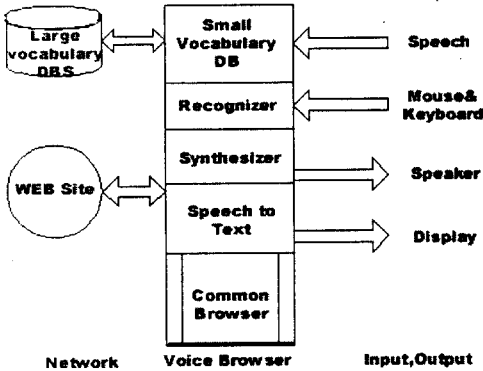 Large
vocabulary
DBS
Small
Vocabulary
DB
Speech
Recognizer
Mouse&
Keyboard
Synthesizer
Speaker
WEB Site
Speech to
Text
Display
Common
Browser
Network
Voice Browser
Input,Output